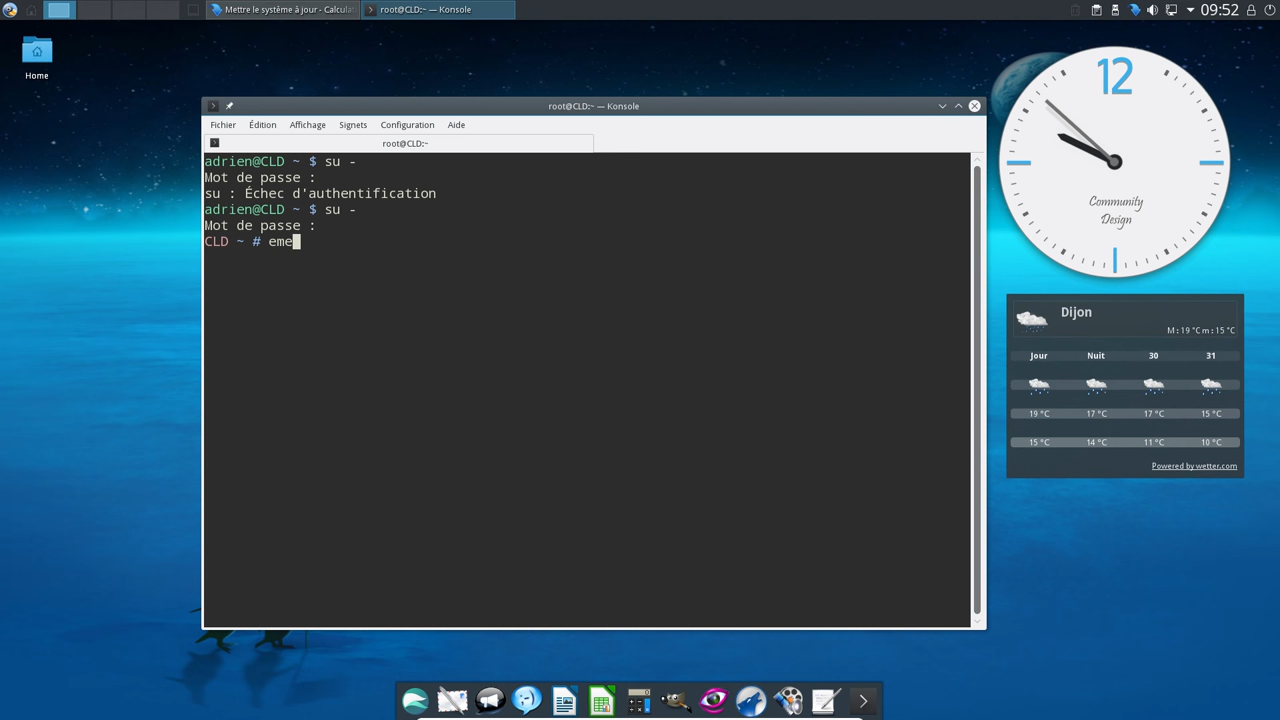 Mettre le système à jour - Calcula
root@CLD:~ — Konsole
09:52
Home
root@CLD:~ — Konsole
Fichier Édition Affichage Signets Configuration Aide
root@CLD:~
adrien@CLD ~ $ su -
Mot de passe :
su : Échec d'authentification
adrien@CLD ~ $ su -
Mot de passe :
CLD ~ # eme
12
Community
Design
Dijon
M : 19 °C m : 15 °C
Jour Nuit 30 31
19 °C 17 °C 17 °C 15 °C
15 °C 14 °C 11 °C 10 °C
Powered by wetter.com